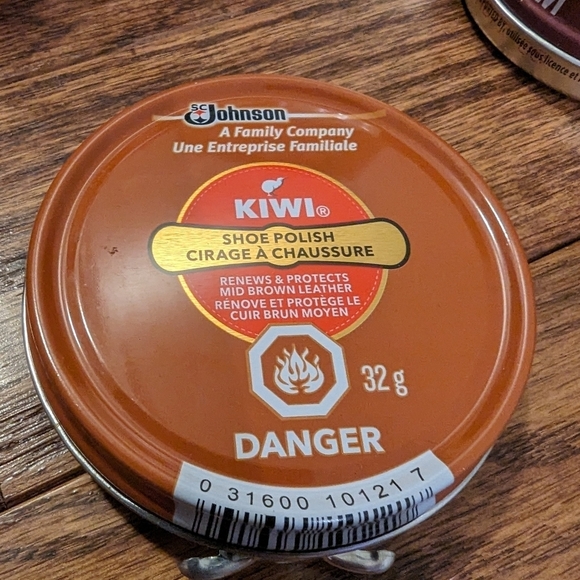 SC Johnson
A Family Company
Une Entreprise Familiale
KIWI®
SHOE POLISH
CIRAGE À CHAUSSURE
RENEWS & PROTECTS
MID BROWN LEATHER
RÉNOVE ET PROTÈGE LE
CUIR BRUN MOYEN
32 g
DANGER
0 31600 10121 7